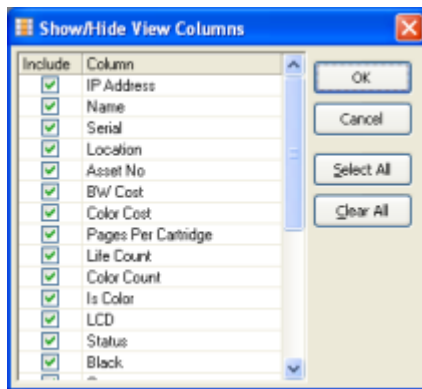 Show/Hide View Columns
Include Column
IP Address
Name
Serial
Location
Asset No
BW Cost
Color Cost
Pages Per Cartridge
Life Count
Color Count
Is Color
LCD
Status
Black
OK
Cancel
Select All
Clear All